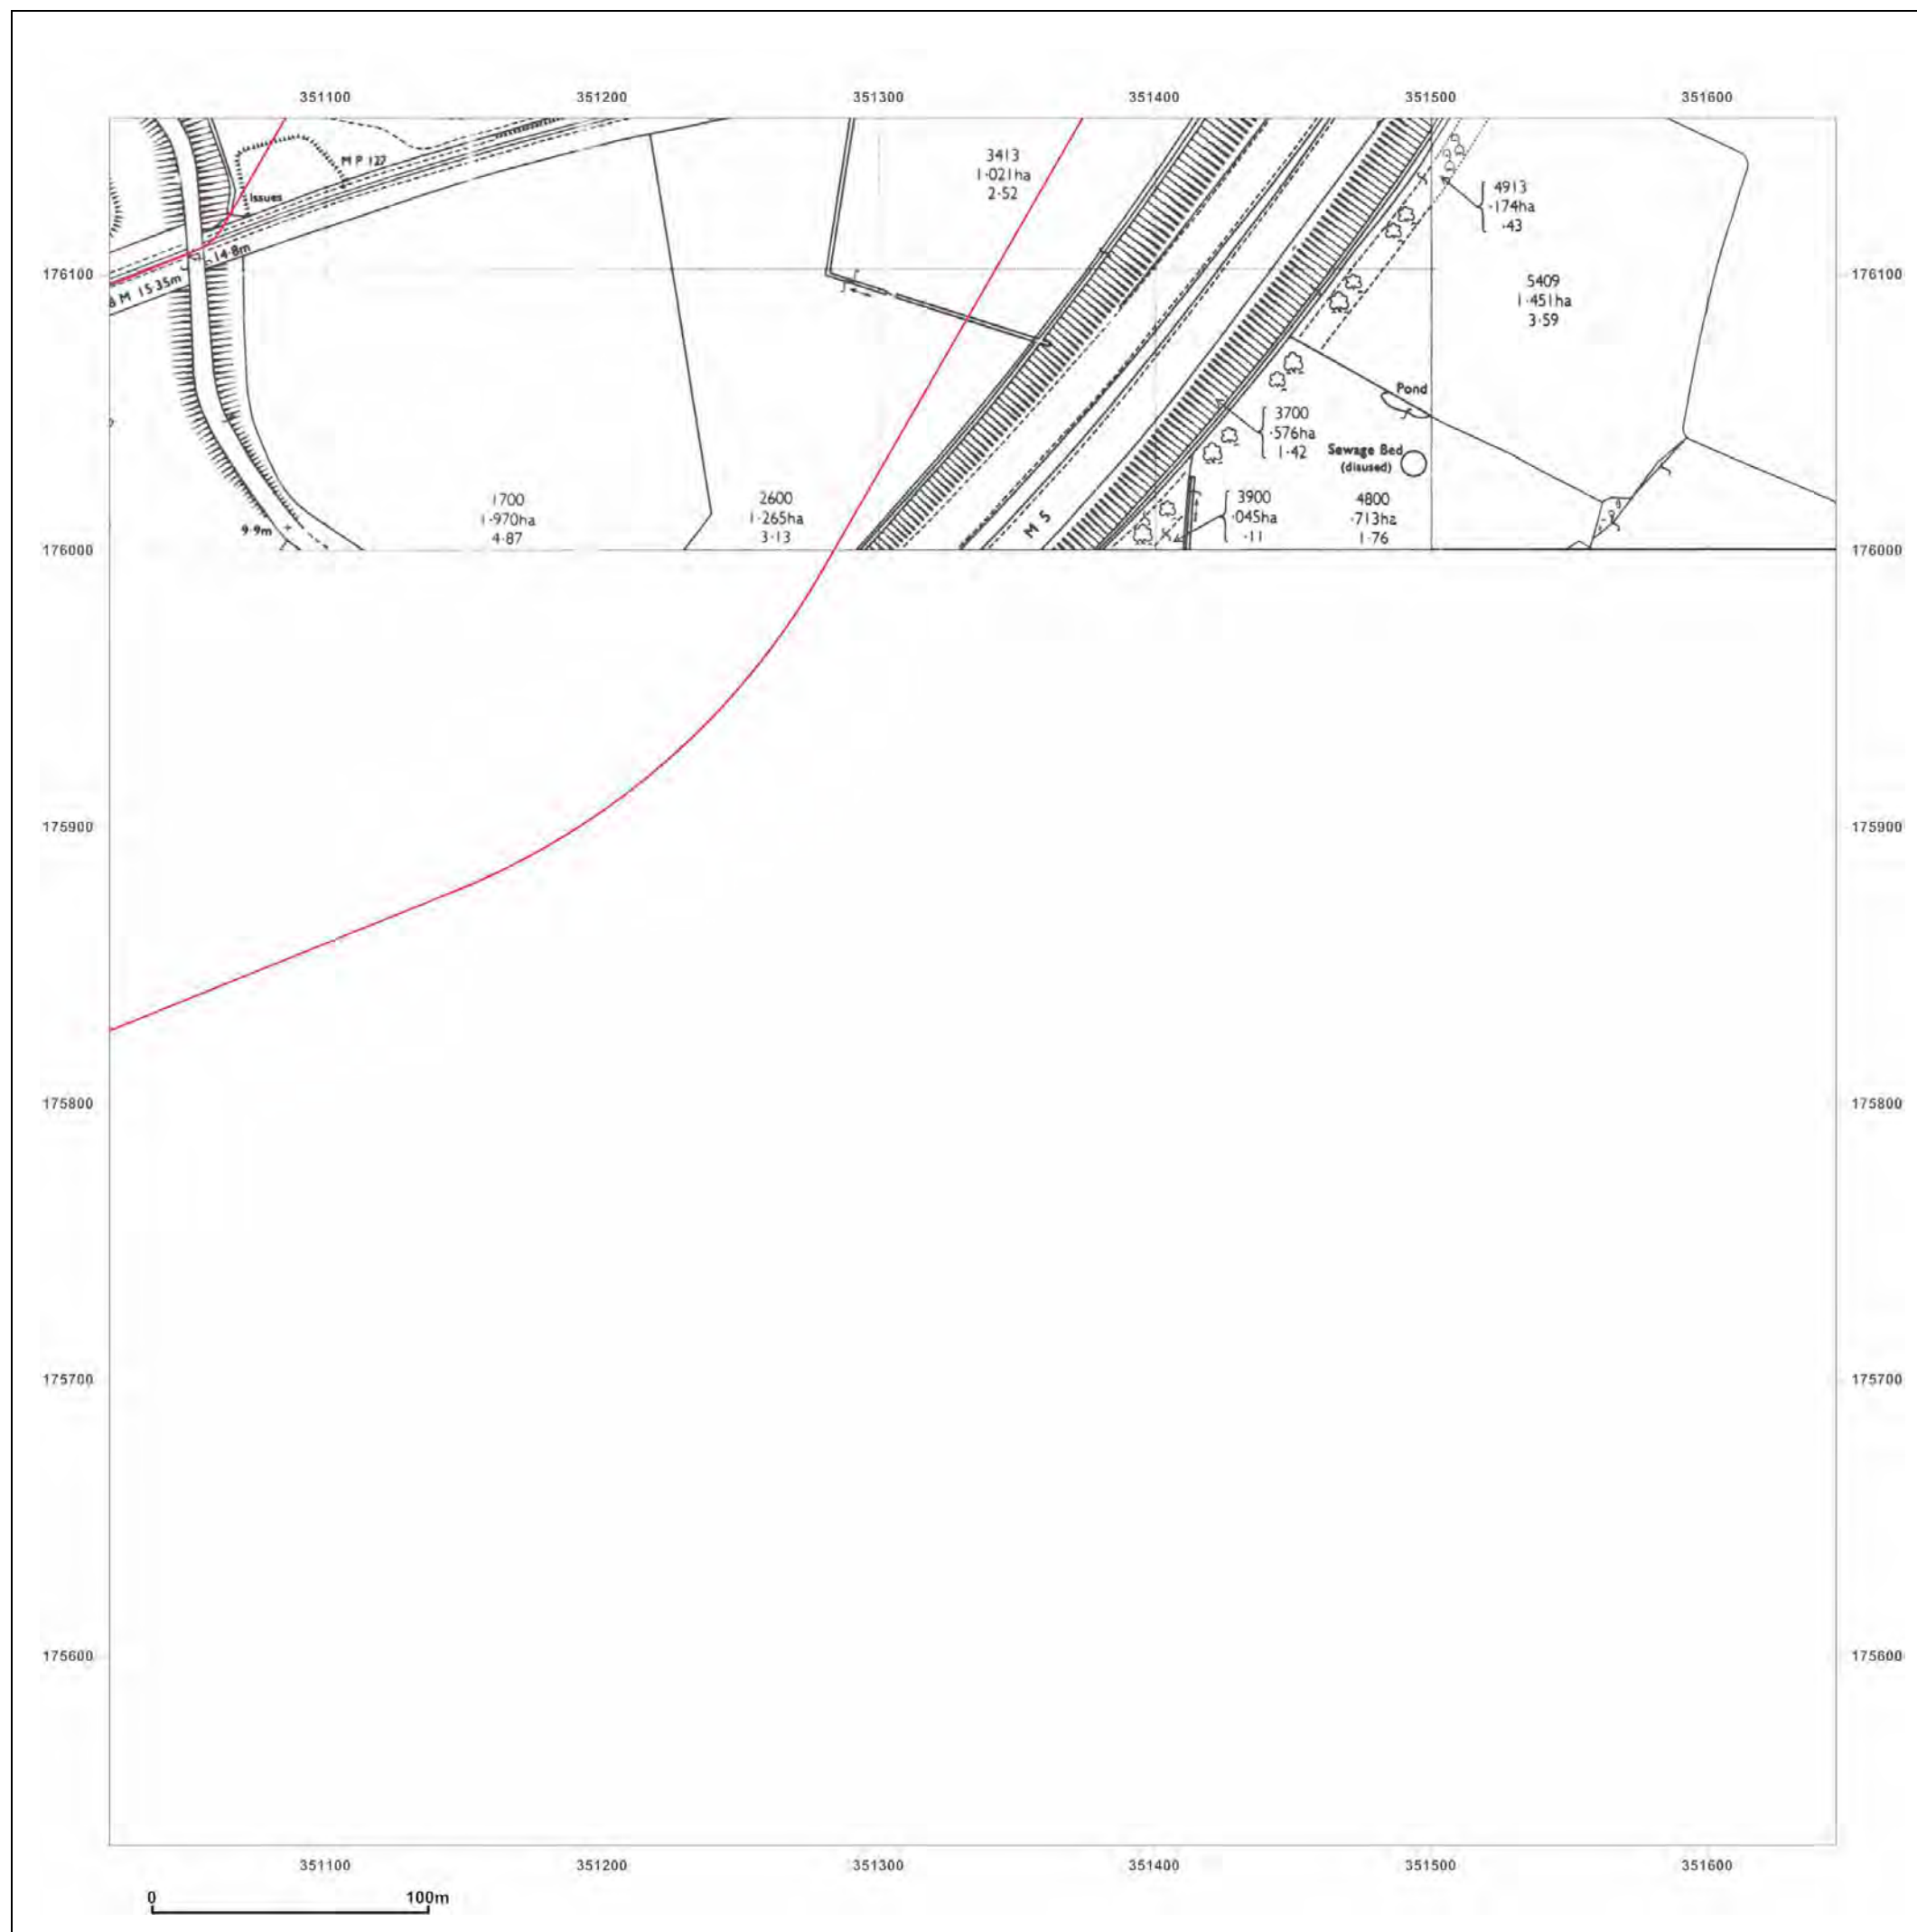 351100 351200 351300 351400 351500 351600
M P 127
Issues
14·8m
B M 15·35m
176100
176100
3413
1·021ha
2·52
4913
·174ha
·43
5409
1·451ha
3·59
Pond
3700
·576ha
1·42
Sewage Bed
(disused)
1700
1·970ha
4·87
2600
1·265ha
3·13
3900
·045ha
·11
4800
·713ha
1·76
M 5
9·9m
176000
176000
175900
175900
175800
175800
175700
175700
175600
175600
351100 351200 351300 351400 351500 351600
0 100m